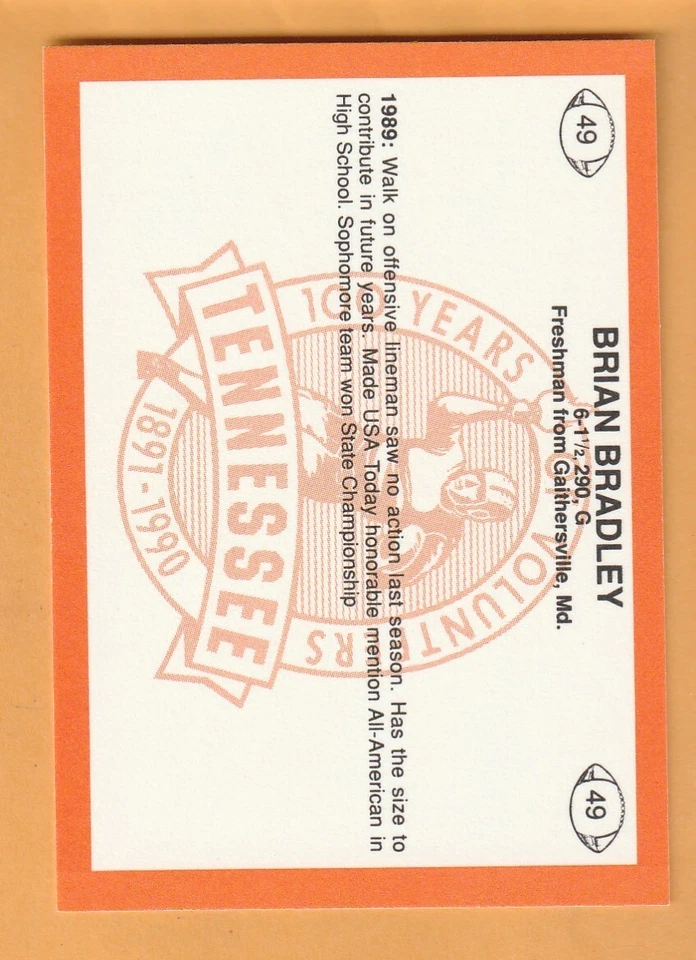 49
49
BRIAN BRADLEY
6-1½, 290, G
Freshman from Gaithersville, Md.
1989: Walk on offensive lineman saw no action last season. Has the size to
contribute in future years. Made USA Today honorable mention All-American in
High School. Sophomore team won State Championship
100 YEARS OF VOLUNTEERS
TENNESSEE
1891-1990